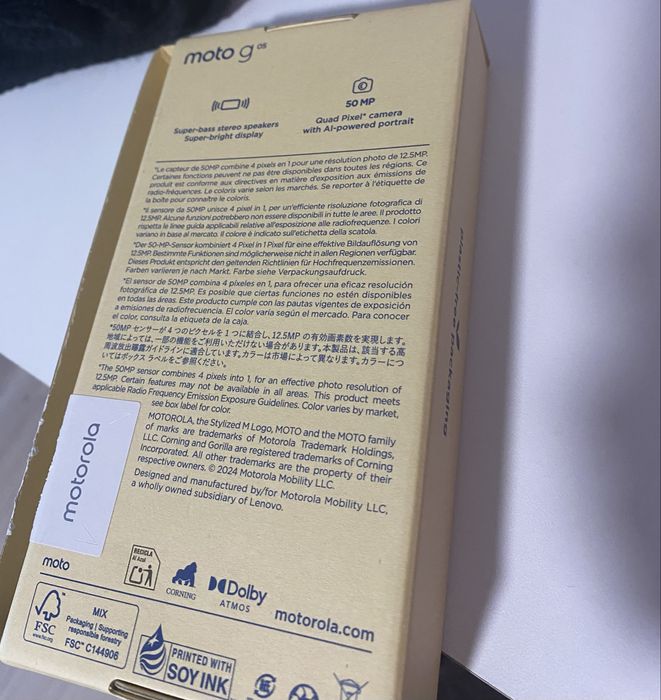 moto g 05
Super-bass stereo speakers
Super-bright display
50 MP
Quad Pixel* camera
with AI-powered portrait
*Le capteur de 50MP combine 4 pixels en 1 pour une résolution photo de 12.5MP.
Certaines fonctions peuvent ne pas être disponibles dans toutes les régions. Ce
produit est conforme aux directives en matière d'exposition aux émissions de
radio-fréquences. Le coloris varie selon les marchés. Se reporter à l'étiquette de
la boîte pour connaître le coloris.
*Il sensore da 50MP unisce 4 pixel in 1, per un'efficiente risoluzione fotografica di
12.5MP. Alcune funzioni potrebbero non essere disponibili in tutte le aree. Il prodotto
rispetta le linee guida applicabili relative all'esposizione alle radiofrequenze. I colori
variano in base al mercato. Il colore è indicato sull'etichetta della scatola.
*Der 50-MP-Sensor kombiniert 4 Pixel in 1 Pixel für eine effektive Bildauflösung von
12.5MP. Bestimmte Funktionen sind möglicherweise nicht in allen Regionen verfügbar.
Dieses Produkt entspricht den geltenden Richtlinien für Hochfrequenzemissionen.
Farben variieren je nach Markt. Farbe siehe Verpackungsaufdruck.
*El sensor de 50MP combina 4 píxeles en 1, para ofrecer una eficaz resolución
fotográfica de 12.5MP. Es posible que ciertas funciones no estén disponibles
en todas las áreas. Este producto cumple con las pautas vigentes de exposición
a emisiones de radiofrecuencia. El color varía según el mercado. Para conocer
el color, consulta la etiqueta de la caja.
*50MP センサーが 4 つのピクセルを 1 つに結合し、12.5MP の有効画素数を実現します。
地域によっては、一部の機能をご利用いただけない場合があります。本製品は、該当する高
周波放出曝露ガイドラインに適合しています。カラーは市場によって異なります。カラーにつ
いてはボックス ラベルをご参照ください。
*The 50MP sensor combines 4 pixels into 1, for an effective photo resolution of
12.5MP. Certain features may not be available in all areas. This product meets
applicable Radio Frequency Emission Exposure Guidelines. Color varies by market,
see box label for color.
MOTOROLA, the Stylized M Logo, MOTO and the MOTO family
of marks are trademarks of Motorola Trademark Holdings,
LLC. Corning and Gorilla are registered trademarks of Corning
Incorporated. All other trademarks are the property of their
respective owners. © 2024 Motorola Mobility LLC.
Designed and manufactured by/for Motorola Mobility LLC,
a wholly owned subsidiary of Lenovo.
motorola
plastic-free packaging
moto
RECICLA
Al Azul
CORNING
Dolby
ATMOS
motorola.com
FSC
www.fsc.org
MIX
Packaging | Supporting
responsible forestry
FSC™ C144906
PRINTED WITH
SOY INK